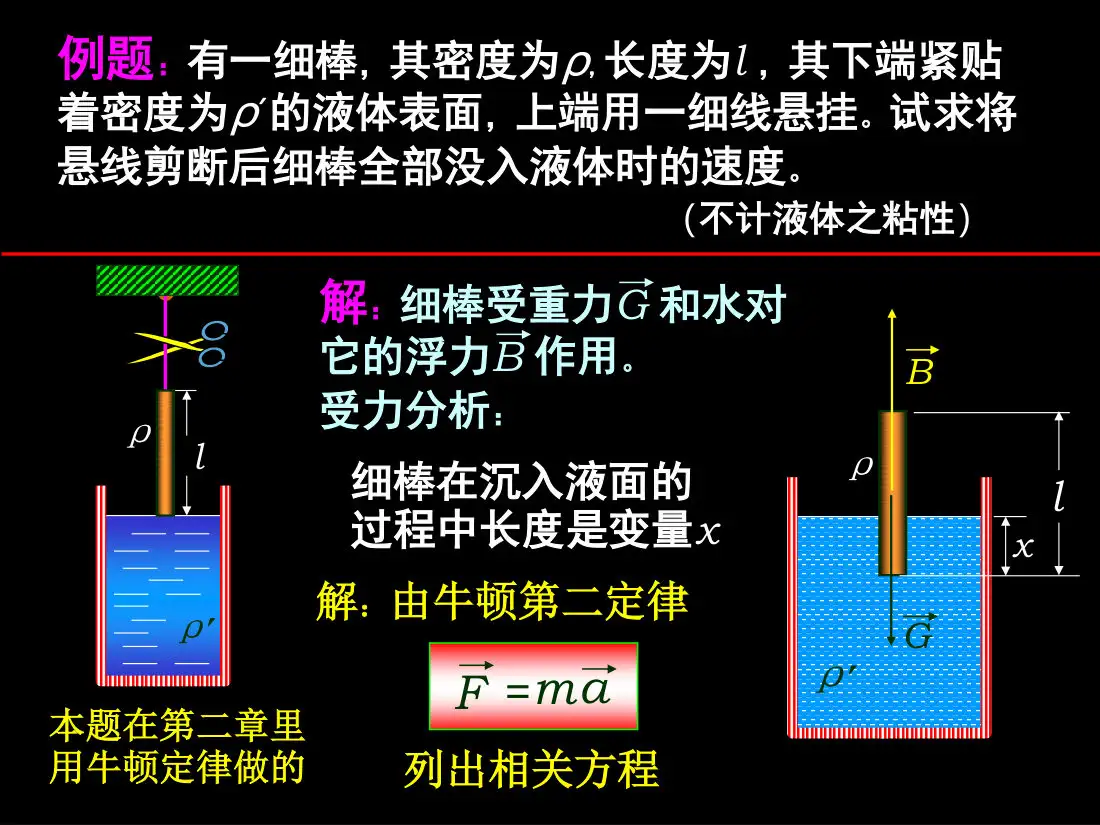 例题：有一细棒，其密度为ρ,长度为l，其下端紧贴
着密度为ρ′的液体表面，上端用一细线悬挂。试求将
悬线剪断后细棒全部没入液体时的速度。
（不计液体之粘性）
解：细棒受重力G⃗和水对
它的浮力B⃗作用。
受力分析：
细棒在沉入液面的
过程中长度是变量x
解：由牛顿第二定律
F⃗=ma⃗
列出相关方程
ρ
l
ρ′
本题在第二章里
用牛顿定律做的
B⃗
ρ
l
x
G⃗
ρ′